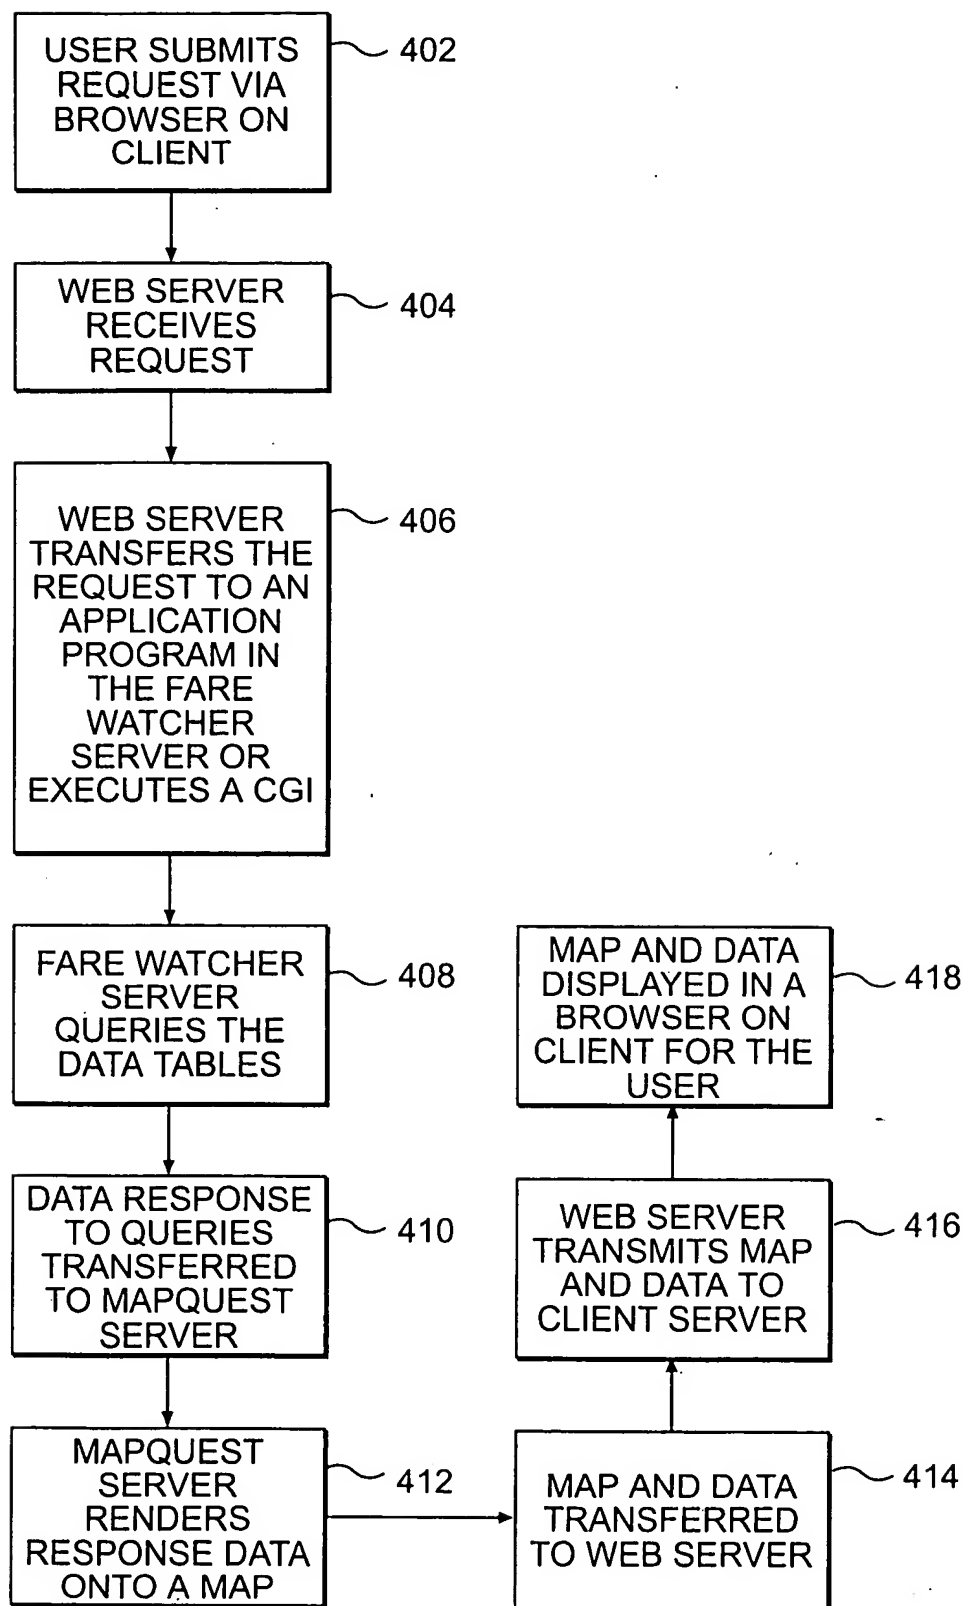 USER SUBMITS
REQUEST VIA
BROWSER ON
CLIENT
402
WEB SERVER
RECEIVES
REQUEST
404
WEB SERVER
TRANSFERS THE
REQUEST TO AN
APPLICATION
PROGRAM IN
THE FARE
WATCHER
SERVER OR
EXECUTES A CGI
406
FARE WATCHER
SERVER
QUERIES THE
DATA TABLES
408
DATA RESPONSE
TO QUERIES
TRANSFERRED
TO MAPQUEST
SERVER
410
MAPQUEST
SERVER
RENDERS
RESPONSE DATA
ONTO A MAP
412
MAP AND DATA
TRANSFERRED
TO WEB SERVER
414
WEB SERVER
TRANSMITS MAP
AND DATA TO
CLIENT SERVER
416
MAP AND DATA
DISPLAYED IN A
BROWSER ON
CLIENT FOR THE
USER
418